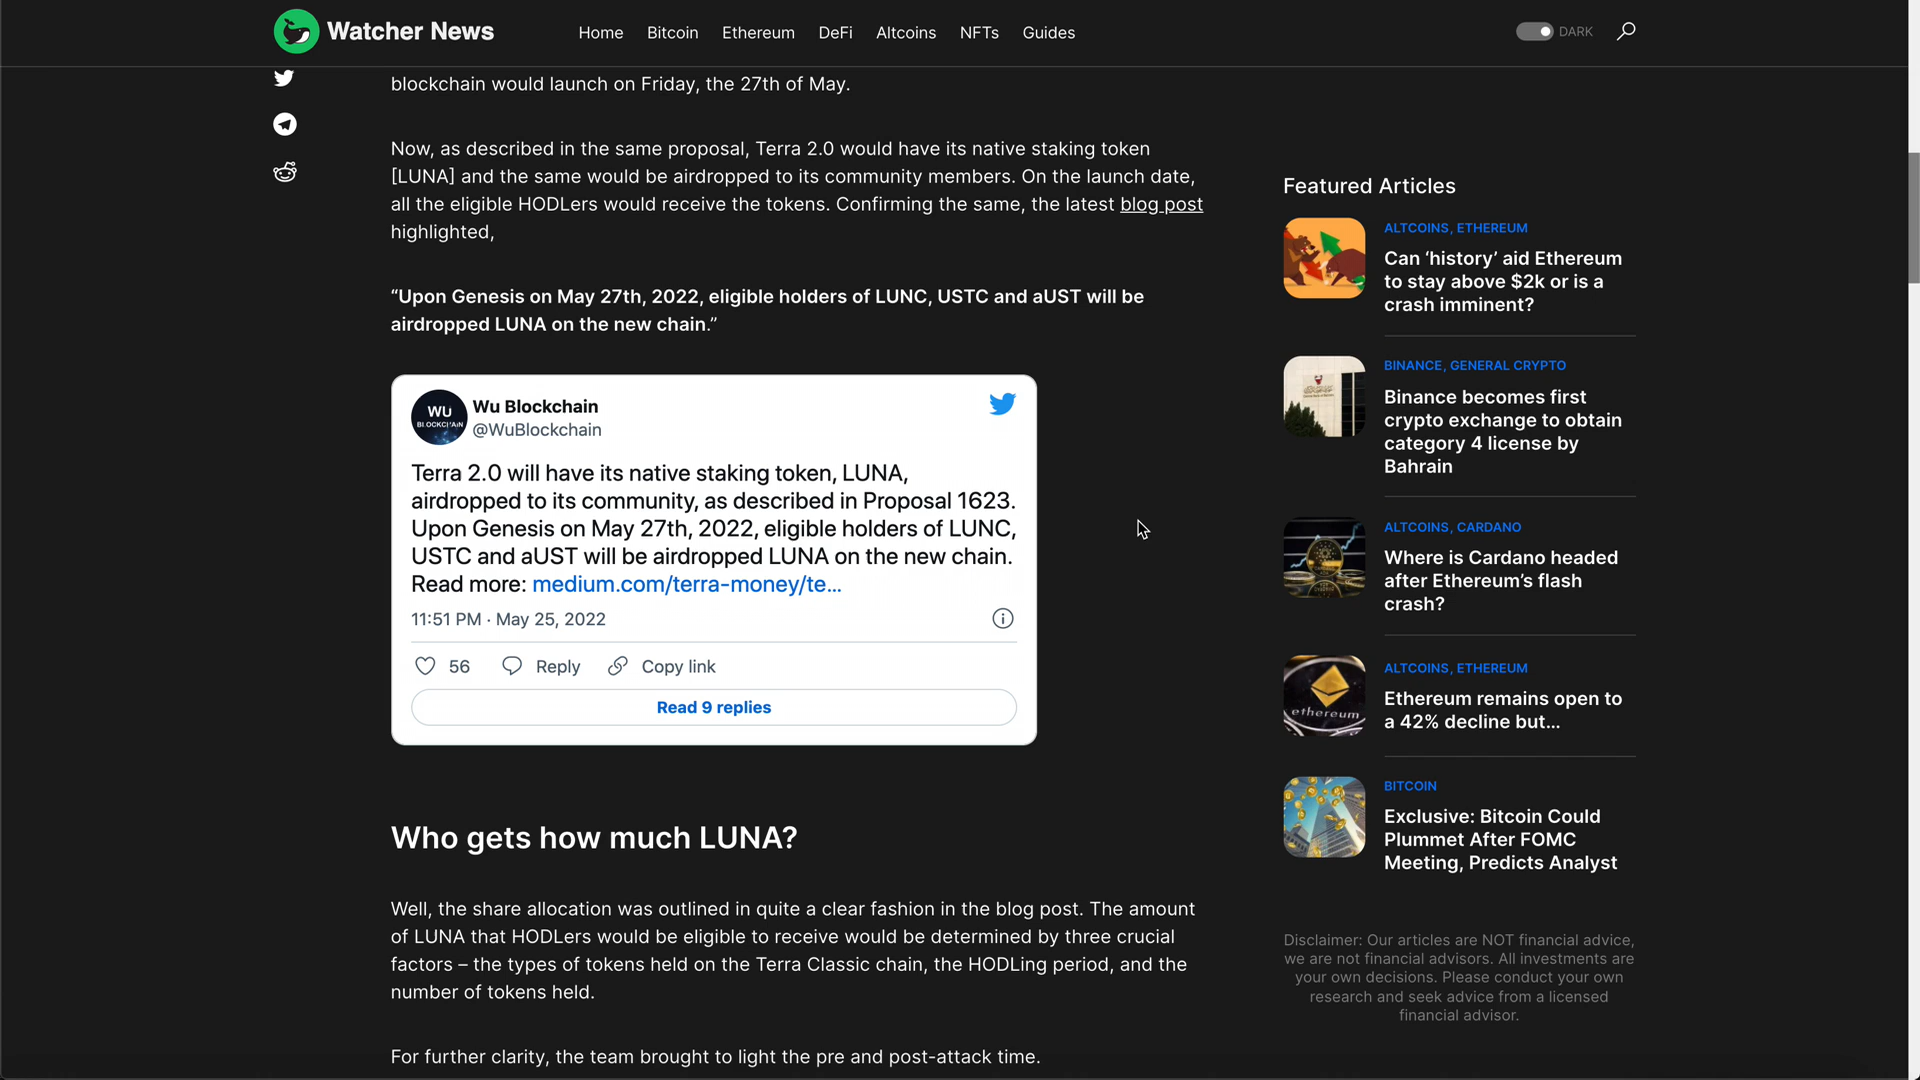 Watcher News
Home
Bitcoin
Ethereum
DeFi
Altcoins
NFTs
Guides
DARK
blockchain would launch on Friday, the 27th of May.
Now, as described in the same proposal, Terra 2.0 would have its native staking token
[LUNA] and the same would be airdropped to its community members. On the launch date,
all the eligible HODLers would receive the tokens. Confirming the same, the latest blog post
highlighted,
“Upon Genesis on May 27th, 2022, eligible holders of LUNC, USTC and aUST will be
airdropped LUNA on the new chain.”
WU
BLOCKCHAIN
Wu Blockchain
@WuBlockchain
Terra 2.0 will have its native staking token, LUNA,
airdropped to its community, as described in Proposal 1623.
Upon Genesis on May 27th, 2022, eligible holders of LUNC,
USTC and aUST will be airdropped LUNA on the new chain.
Read more: medium.com/terra-money/te...
11:51 PM · May 25, 2022
56
Reply
Copy link
Read 9 replies
Who gets how much LUNA?
Well, the share allocation was outlined in quite a clear fashion in the blog post. The amount
of LUNA that HODLers would be eligible to receive would be determined by three crucial
factors – the types of tokens held on the Terra Classic chain, the HODLing period, and the
number of tokens held.
For further clarity, the team brought to light the pre and post-attack time.
Featured Articles
ALTCOINS, ETHEREUM
Can ‘history’ aid Ethereum
to stay above $2k or is a
crash imminent?
BINANCE, GENERAL CRYPTO
Binance becomes first
crypto exchange to obtain
category 4 license by
Bahrain
ALTCOINS, CARDANO
Where is Cardano headed
after Ethereum’s flash
crash?
ethereum
ALTCOINS, ETHEREUM
Ethereum remains open to
a 42% decline but...
BITCOIN
Exclusive: Bitcoin Could
Plummet After FOMC
Meeting, Predicts Analyst
Disclaimer: Our articles are NOT financial advice,
we are not financial advisors. All investments are
your own decisions. Please conduct your own
research and seek advice from a licensed
financial advisor.